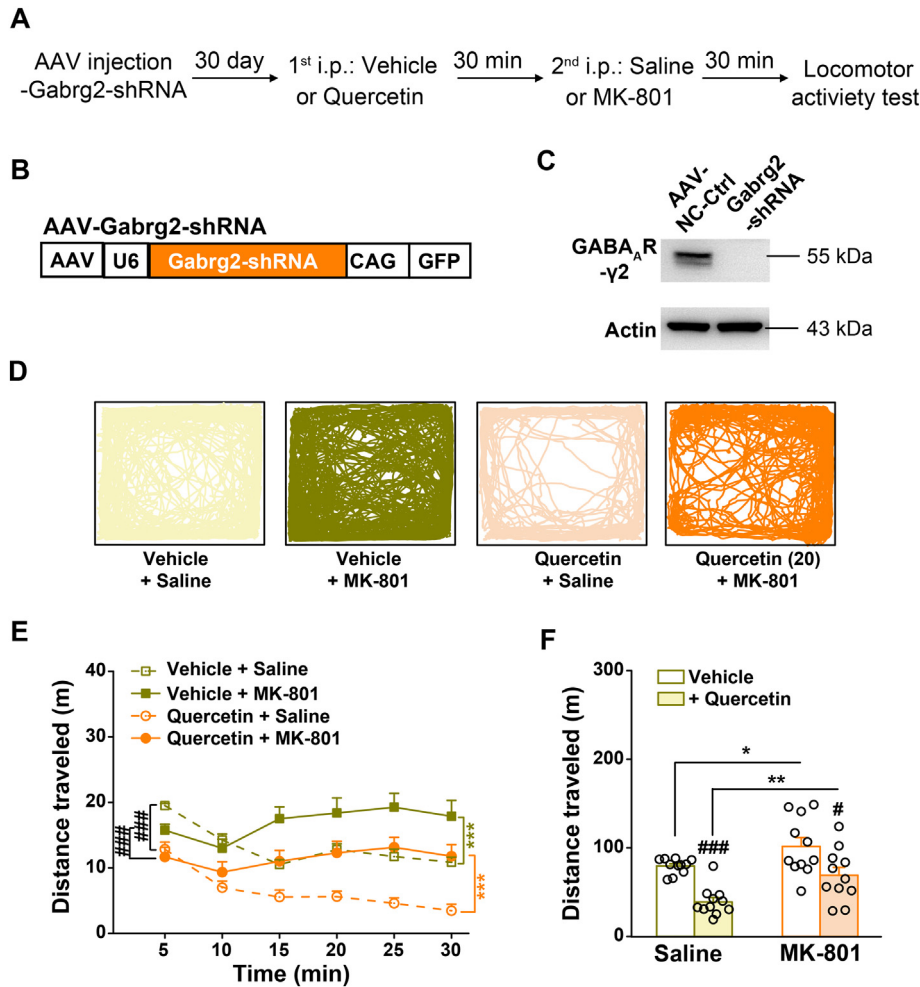 A
AAV injection
-Gabrg2-shRNA
30 day
1st i.p.: Vehicle
or Quercetin
30 min
2nd i.p.: Saline
or MK-801
30 min
Locomotor
activiety test
B
AAV-Gabrg2-shRNA
AAV U6 Gabrg2-shRNA CAG GFP
C
AAV-
NC-Ctrl
Gabrg2
-shRNA
GABAAR
-γ2
55 kDa
Actin
43 kDa
D
Vehicle
+ Saline
Vehicle
+ MK-801
Quercetin
+ Saline
Quercetin (20)
+ MK-801
E
Vehicle + Saline
Vehicle + MK-801
Quercetin + Saline
Quercetin + MK-801
Distance traveled (m)
40
30
20
10
0
###
###
***
***
5 10 15 20 25 30
Time (min)
F
Vehicle
+ Quercetin
Distance traveled (m)
300
200
100
0
*
**
###
#
Saline MK-801